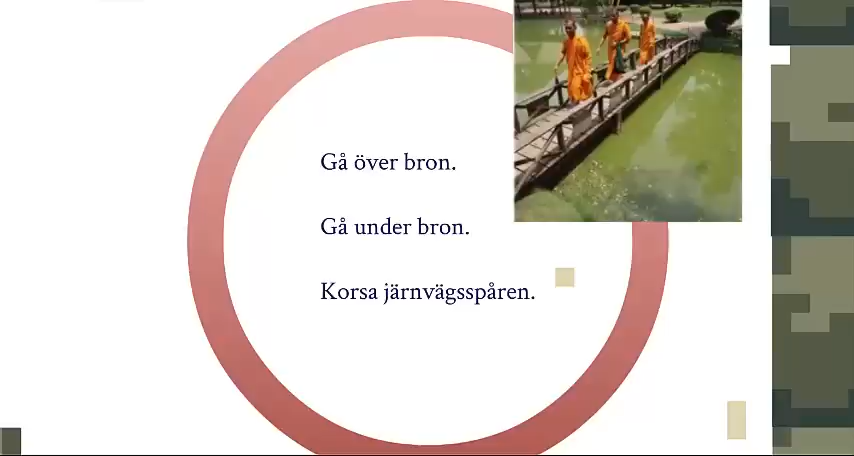 Gå över bron.
Gå under bron.
Korsa järnvägsspåren.